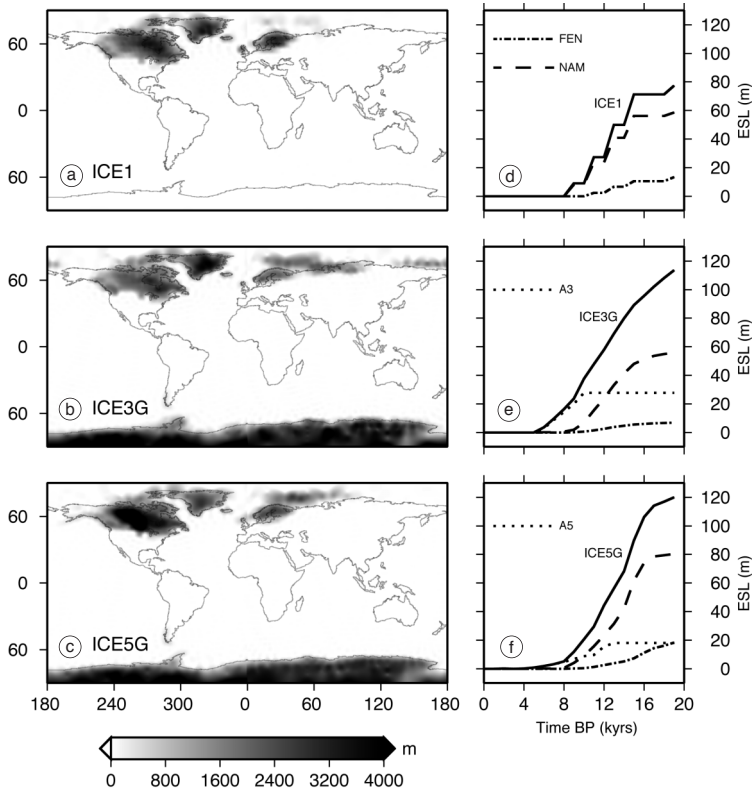 60
0
60
a ICE1
FEN
NAM
ICE1
d
120
100
80
60
40
20
0
ESL (m)
60
0
60
b ICE3G
A3
ICE3G
e
120
100
80
60
40
20
0
ESL (m)
60
0
60
c ICE5G
A5
ICE5G
f
120
100
80
60
40
20
0
ESL (m)
180 240 300 0 60 120 180
0 4 8 12 16 20
Time BP (kyrs)
m
0 800 1600 2400 3200 4000